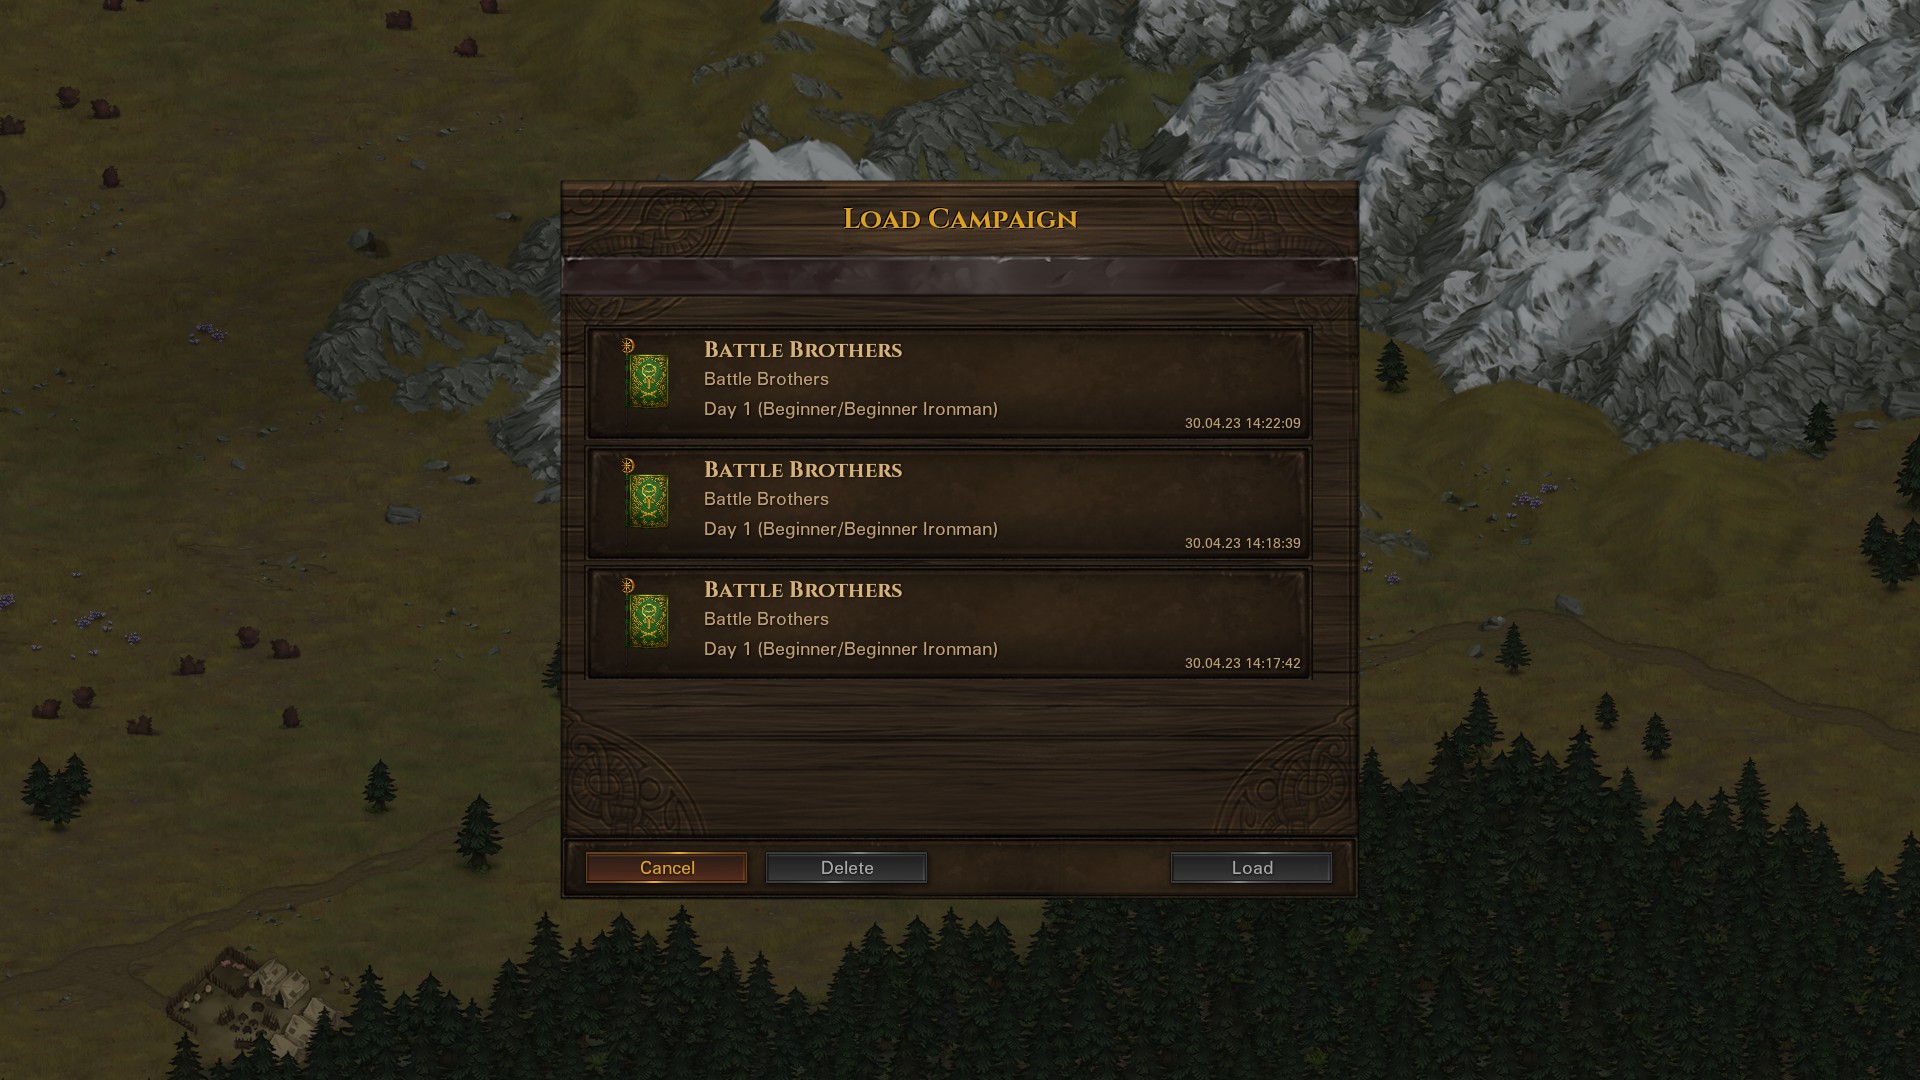 Load Campaign
Battle Brothers
Battle Brothers
Day 1 (Beginner/Beginner Ironman)
30.04.23 14:22:09
Battle Brothers
Battle Brothers
Day 1 (Beginner/Beginner Ironman)
30.04.23 14:18:39
Battle Brothers
Battle Brothers
Day 1 (Beginner/Beginner Ironman)
30.04.23 14:17:42
Cancel
Delete
Load